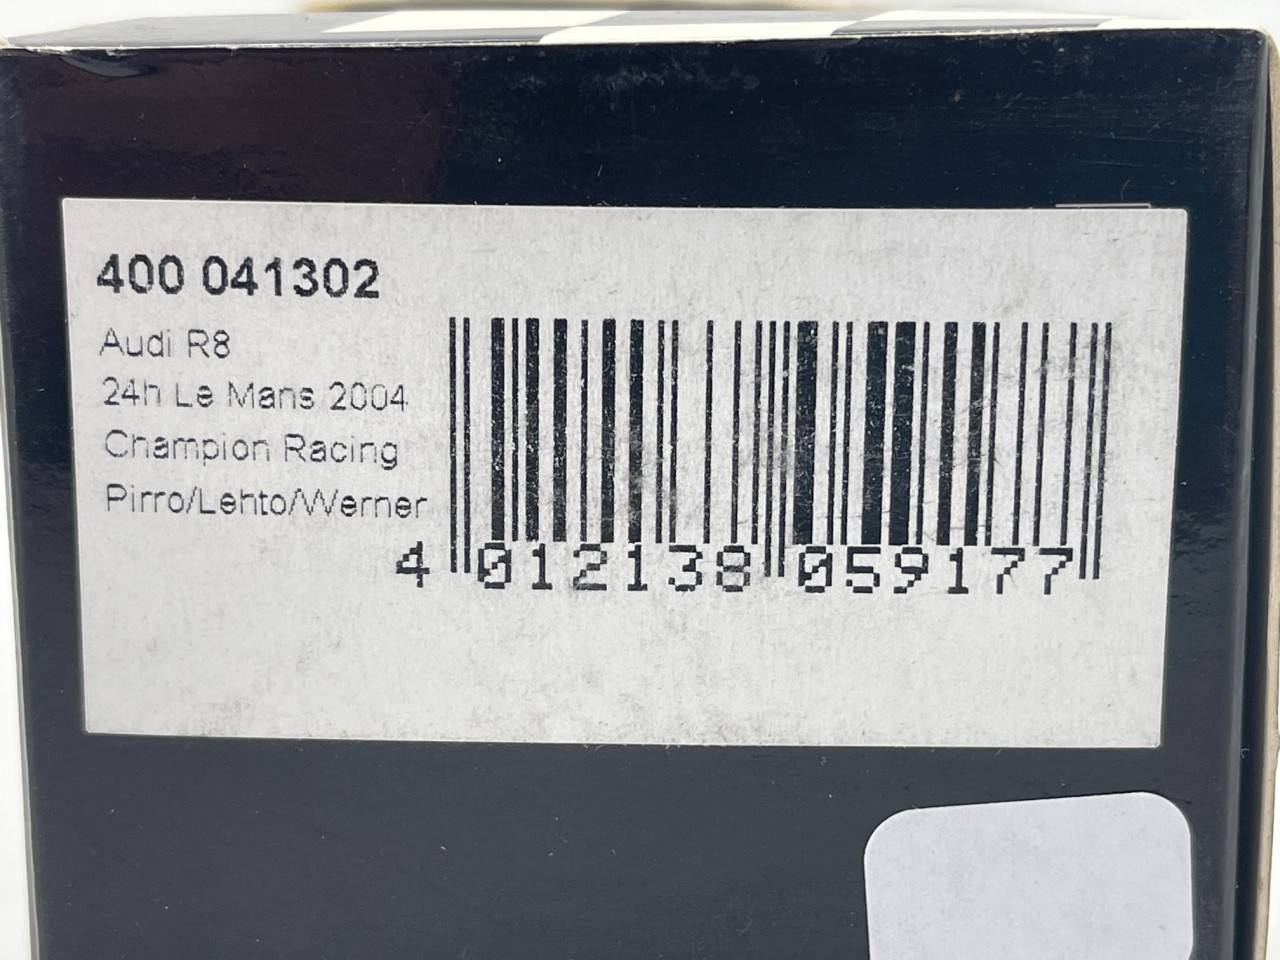 400 041302
Audi R8
24h Le Mans 2004
Champion Racing
Pirro/Lehto/Werner
4 012138 059177